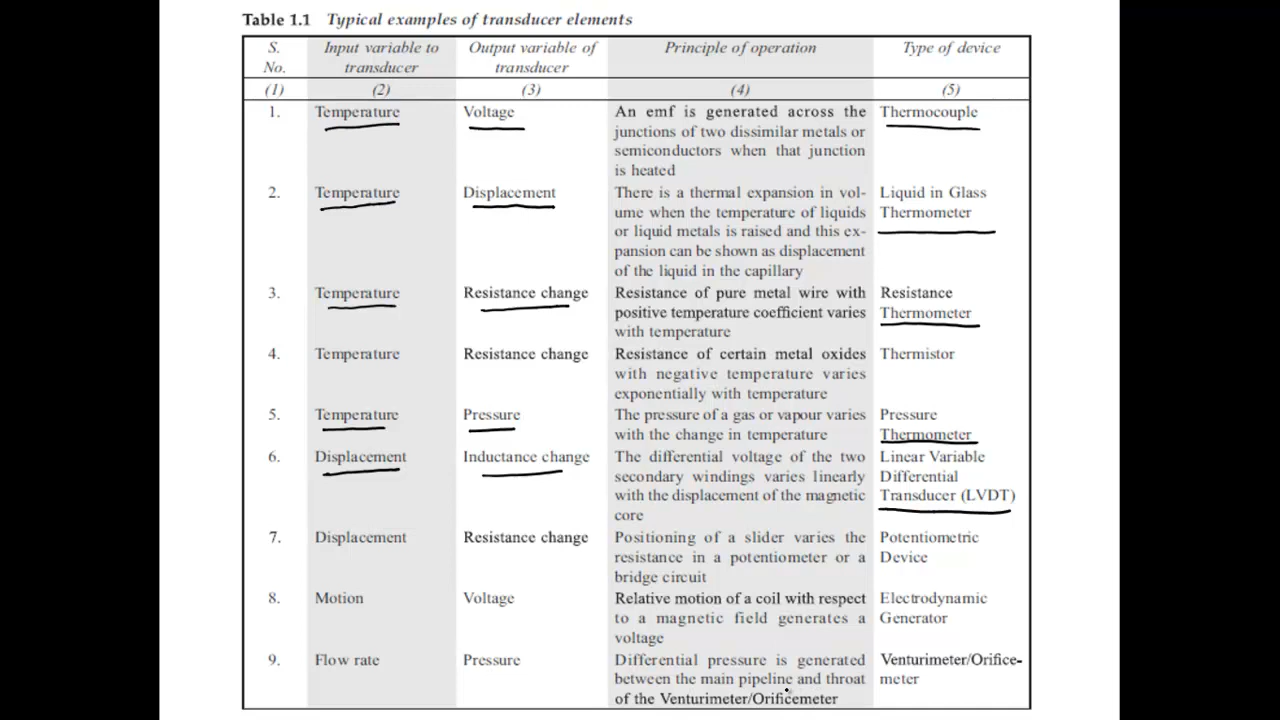 Table 1.1 Typical examples of transducer elements
S. No. Input variable to transducer Output variable of transducer Principle of operation Type of device
(1) (2) (3) (4) (5)
1. Temperature Voltage An emf is generated across the Thermocouple
junctions of two dissimilar metals or
semiconductors when that junction
is heated
2. Temperature Displacement There is a thermal expansion in vol- Liquid in Glass
ume when the temperature of liquids Thermometer
or liquid metals is raised and this ex-
pansion can be shown as displacement
of the liquid in the capillary
3. Temperature Resistance change Resistance of pure metal wire with Resistance
positive temperature coefficient varies Thermometer
with temperature
4. Temperature Resistance change Resistance of certain metal oxides Thermistor
with negative temperature varies
exponentially with temperature
5. Temperature Pressure The pressure of a gas or vapour varies Pressure
with the change in temperature Thermometer
6. Displacement Inductance change The differential voltage of the two Linear Variable
secondary windings varies linearly Differential
with the displacement of the magnetic Transducer (LVDT)
core
7. Displacement Resistance change Positioning of a slider varies the Potentiometric
resistance in a potentiometer or a Device
bridge circuit
8. Motion Voltage Relative motion of a coil with respect Electrodynamic
to a magnetic field generates a Generator
voltage
9. Flow rate Pressure Differential pressure is generated Venturimeter/Orifice-
between the main pipeline and throat meter
of the Venturimeter/Orificemeter